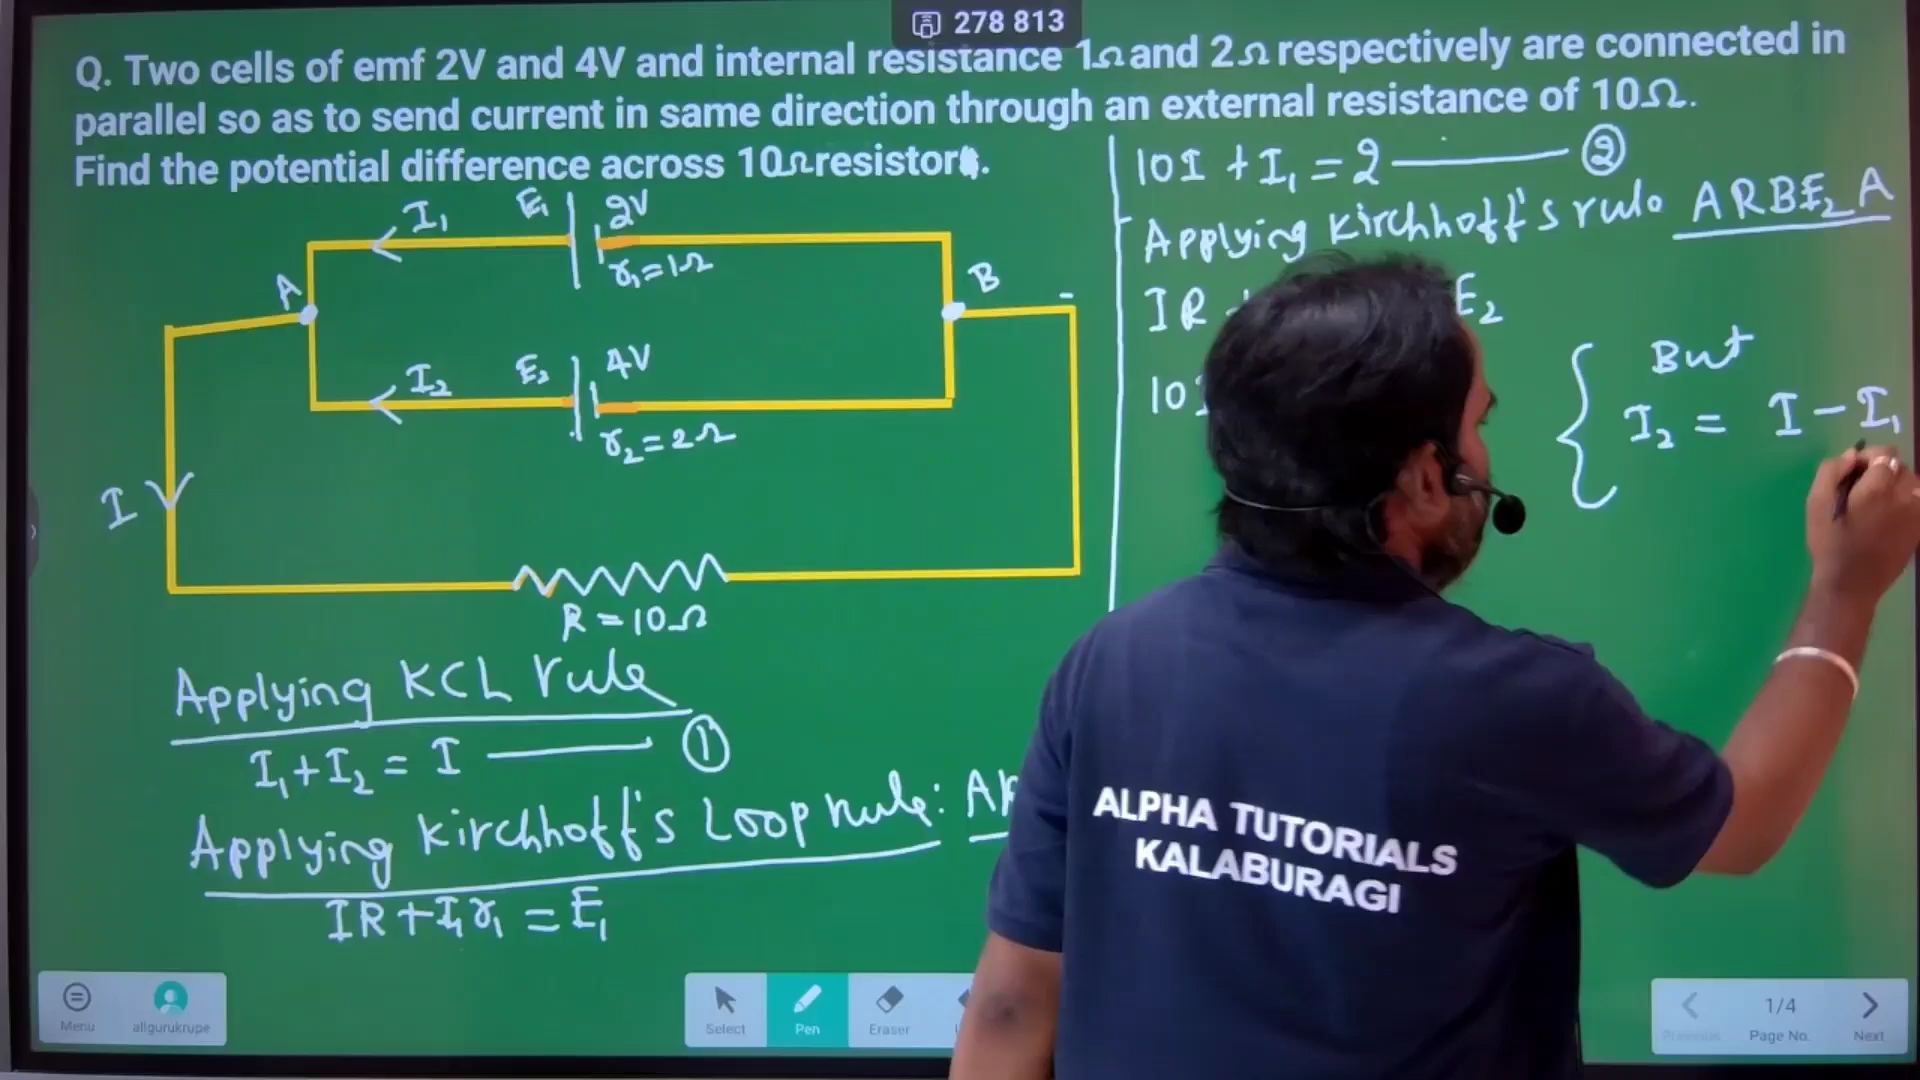 278 813
Q. Two cells of emf 2V and 4V and internal resistance 1Ω and 2Ω respectively are connected in
parallel so as to send current in same direction through an external resistance of 10Ω.
Find the potential difference across 10Ω resistor.
I₁
E₁
2V
r₁=1Ω
A
B
-
I₂
E₂
4V
r₂=2Ω
I
R=10Ω
Applying KCL rule
I₁+I₂ = I ——— ①
Applying Kirchhoff's Loop rule:
IR+I₁r₁ = E₁
10I + I₁ = 2 ——— ②
Applying Kirchhoff's rule ARBE₂A
IR
E₂
But
I₂ = I - I₁
ALPHA TUTORIALS
KALABURAGI
Menu
allgurukrupe
Select
Pen
Eraser
Previous
1/4
Page No.
Next